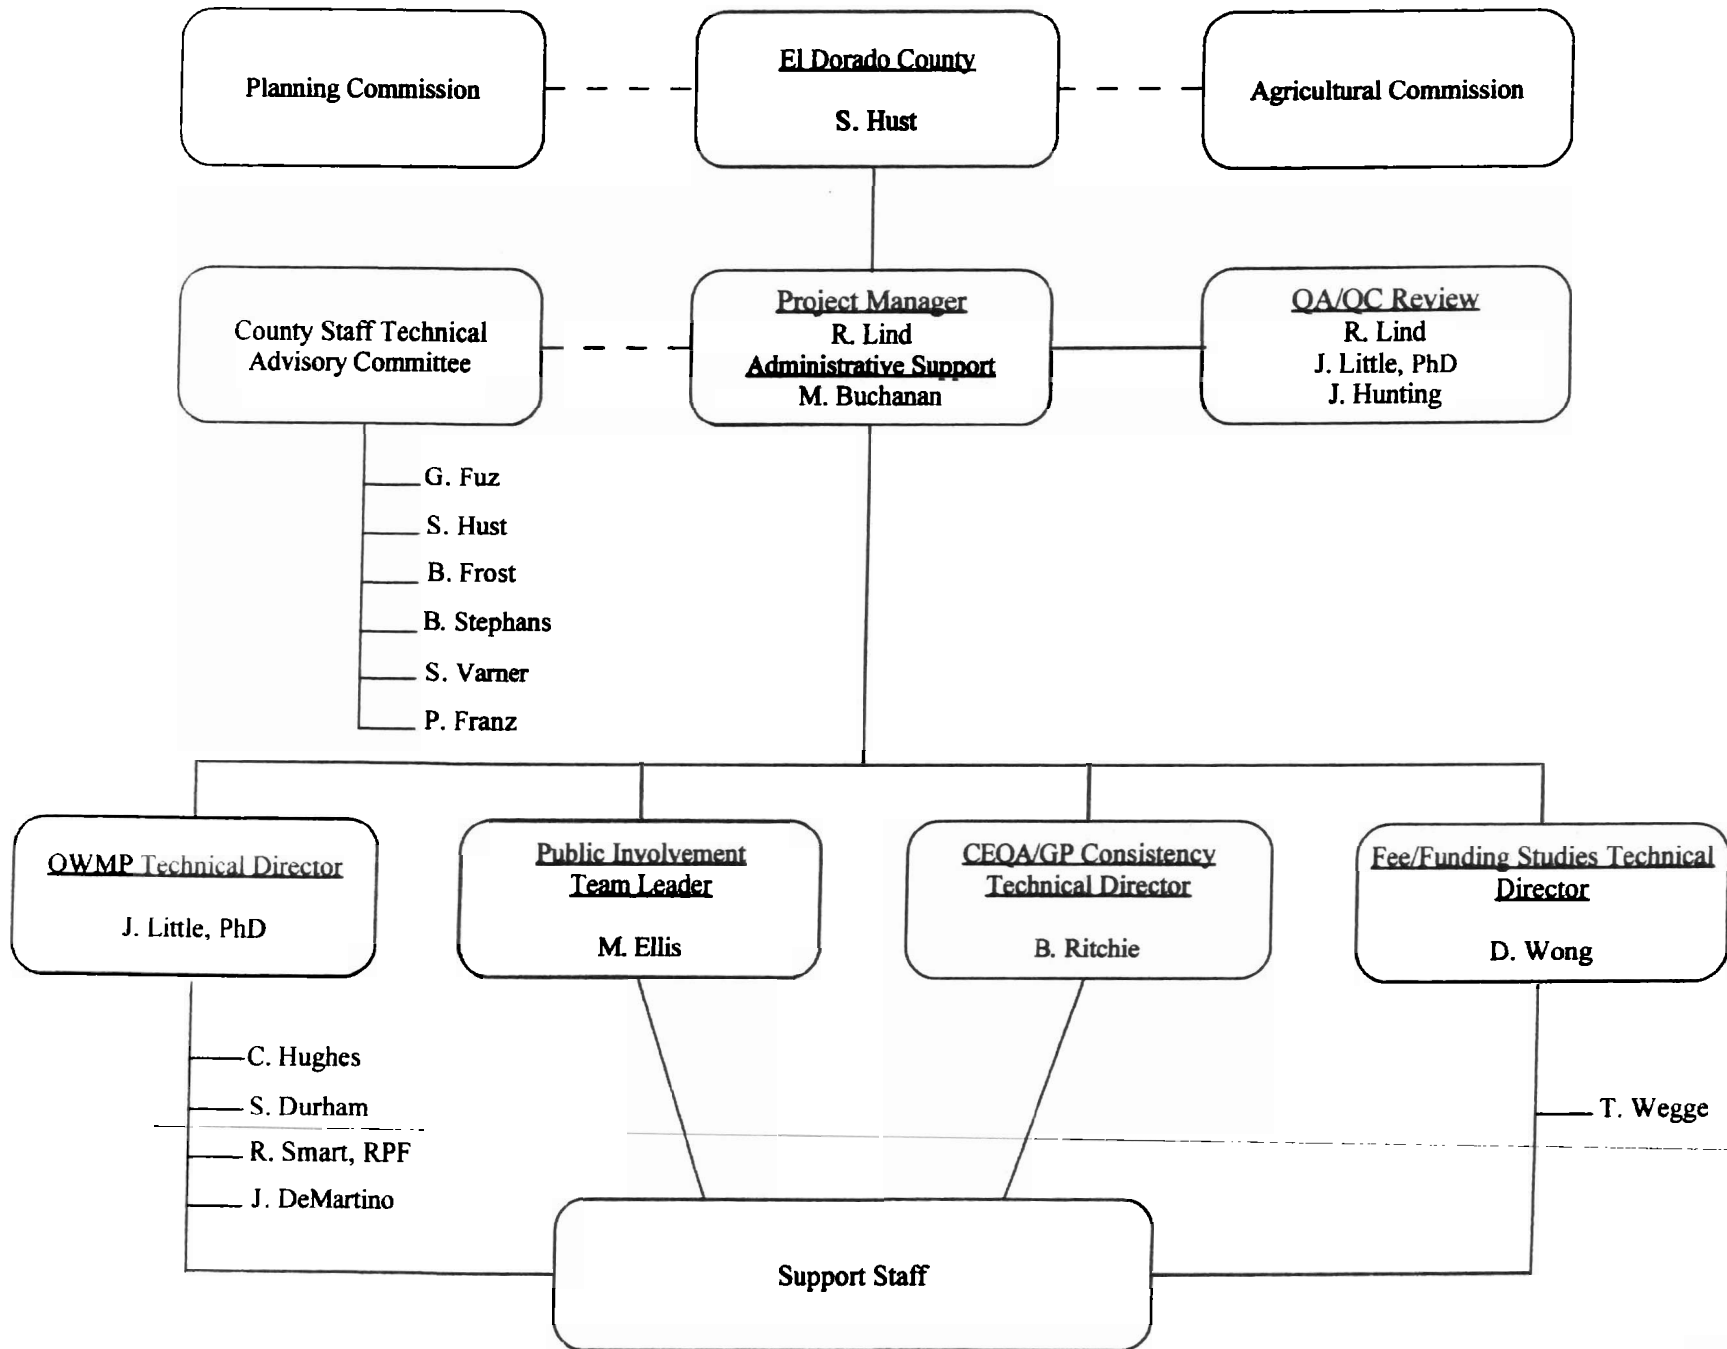 Planning Commission
El Dorado County
S. Hust
Agricultural Commission
County Staff Technical
Advisory Committee
Project Manager
R. Lind
Administrative Support
M. Buchanan
QA/QC Review
R. Lind
J. Little, PhD
J. Hunting
G. Fuz
S. Hust
B. Frost
B. Stephans
S. Varner
P. Franz
OWMP Technical Director
J. Little, PhD
Public Involvement
Team Leader
M. Ellis
CEQA/GP Consistency
Technical Director
B. Ritchie
Fee/Funding Studies Technical
Director
D. Wong
C. Hughes
S. Durham
R. Smart, RPF
J. DeMartino
T. Wegge
Support Staff